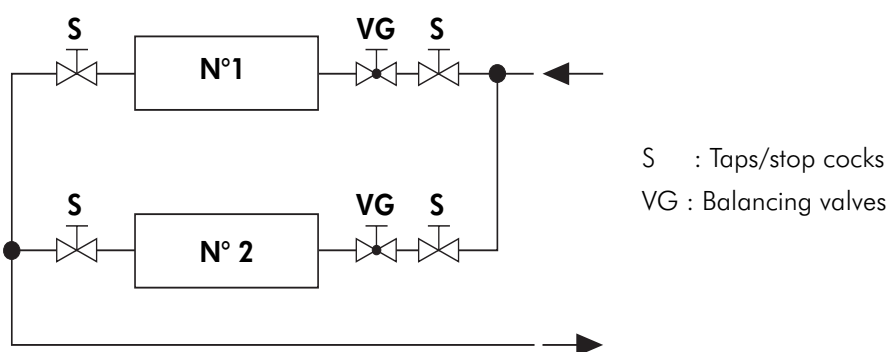 S VG S
N°1
S : Taps/stop cocks
VG : Balancing valves
S VG S
N° 2